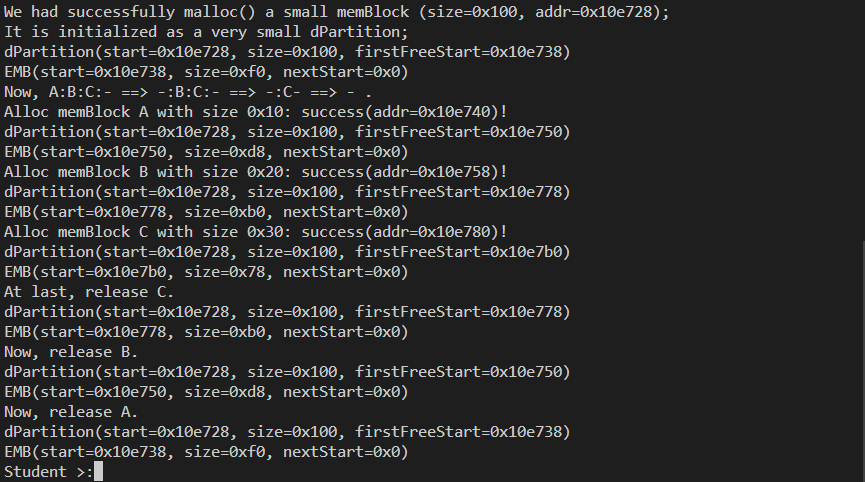 We had successfully malloc() a small memBlock (size=0x100, addr=0x10e728);
It is initialized as a very small dPartition;
dPartition(start=0x10e728, size=0x100, firstFreeStart=0x10e738)
EMB(start=0x10e738, size=0xf0, nextStart=0x0)
Now, A:B:C:- ==> -:B:C:- ==> -:C- ==> - .
Alloc memBlock A with size 0x10: success(addr=0x10e740)!
dPartition(start=0x10e728, size=0x100, firstFreeStart=0x10e750)
EMB(start=0x10e750, size=0xd8, nextStart=0x0)
Alloc memBlock B with size 0x20: success(addr=0x10e758)!
dPartition(start=0x10e728, size=0x100, firstFreeStart=0x10e778)
EMB(start=0x10e778, size=0xb0, nextStart=0x0)
Alloc memBlock C with size 0x30: success(addr=0x10e780)!
dPartition(start=0x10e728, size=0x100, firstFreeStart=0x10e7b0)
EMB(start=0x10e7b0, size=0x78, nextStart=0x0)
At last, release C.
dPartition(start=0x10e728, size=0x100, firstFreeStart=0x10e778)
EMB(start=0x10e778, size=0xb0, nextStart=0x0)
Now, release B.
dPartition(start=0x10e728, size=0x100, firstFreeStart=0x10e750)
EMB(start=0x10e750, size=0xd8, nextStart=0x0)
Now, release A.
dPartition(start=0x10e728, size=0x100, firstFreeStart=0x10e738)
EMB(start=0x10e738, size=0xf0, nextStart=0x0)
Student >: